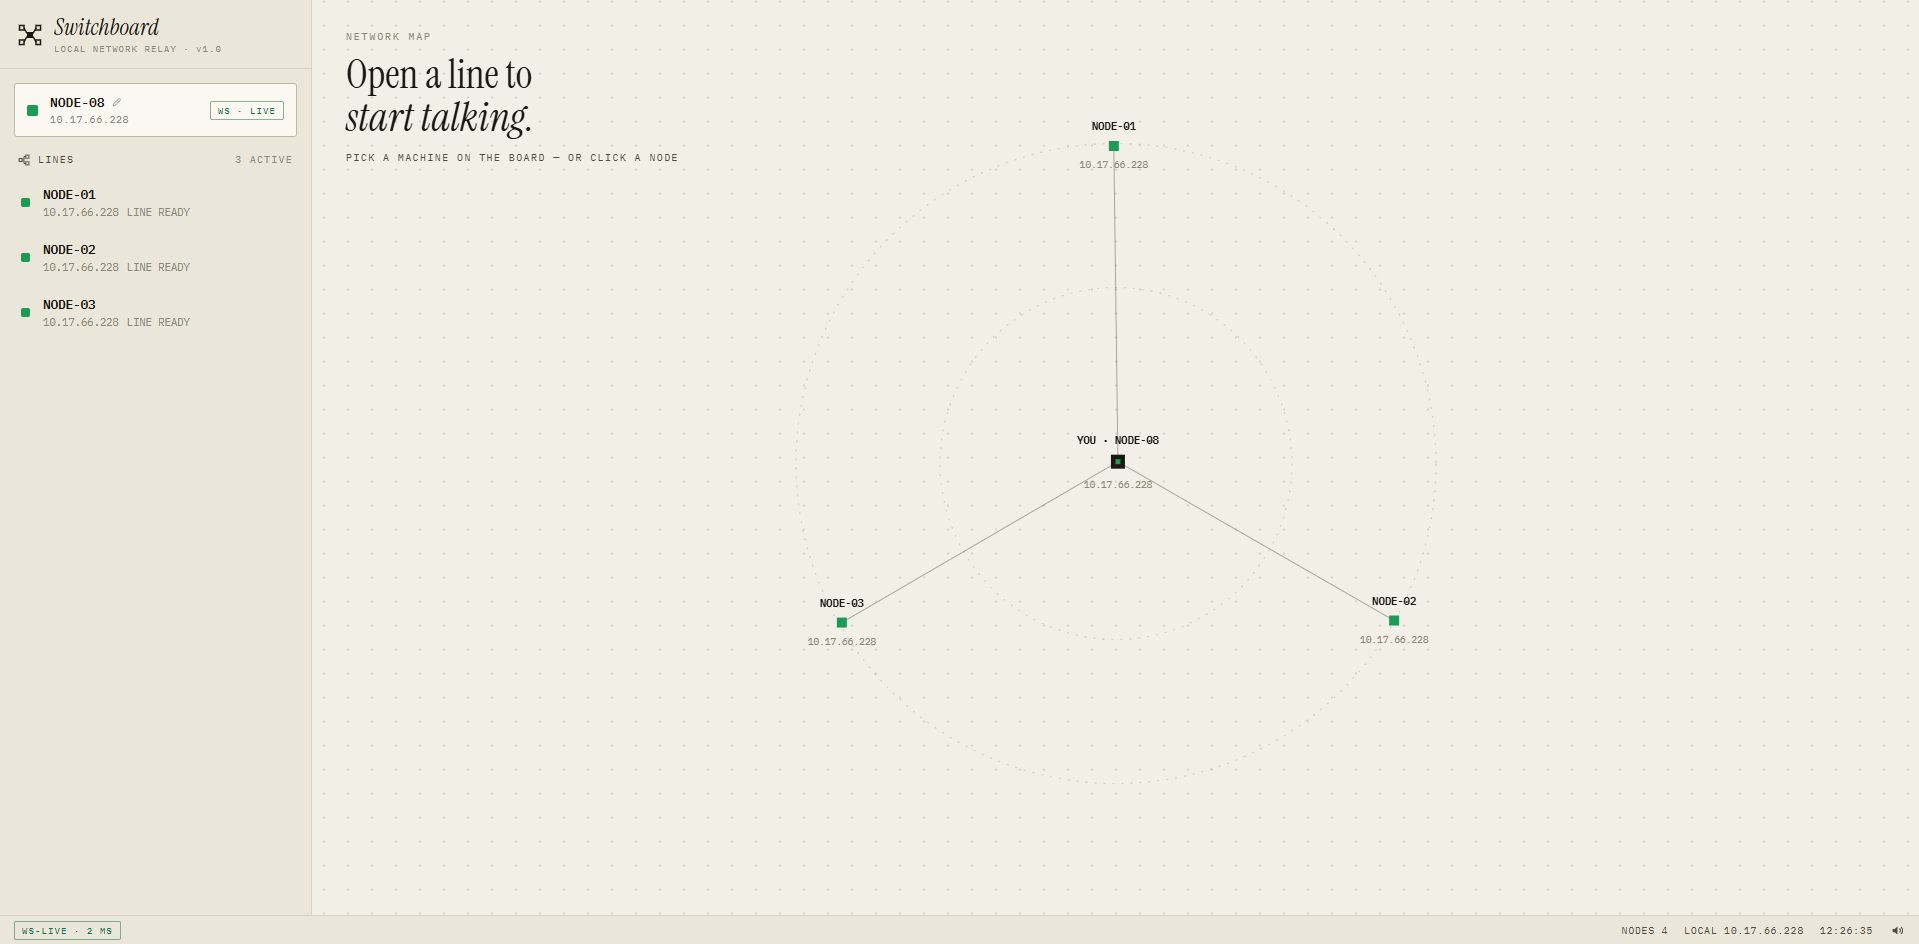 Switchboard
LOCAL NETWORK RELAY · v1.0
NODE-08
10.17.66.228
WS · LIVE
LINES
3 ACTIVE
NODE-01
10.17.66.228 LINE READY
NODE-02
10.17.66.228 LINE READY
NODE-03
10.17.66.228 LINE READY
NETWORK MAP
Open a line to
start talking.
PICK A MACHINE ON THE BOARD — OR CLICK A NODE
NODE-01
10.17.66.228
YOU · NODE-08
10.17.66.228
NODE-03
10.17.66.228
NODE-02
10.17.66.228
WS-LIVE · 2 MS
NODES 4
LOCAL 10.17.66.228
12:26:35